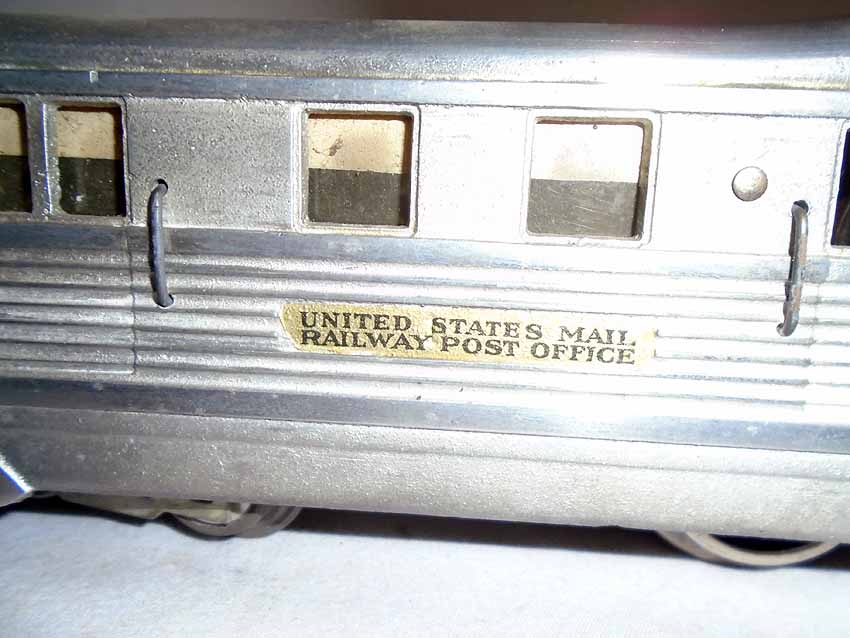 UNITED STATES MAIL
RAILWAY POST OFFICE